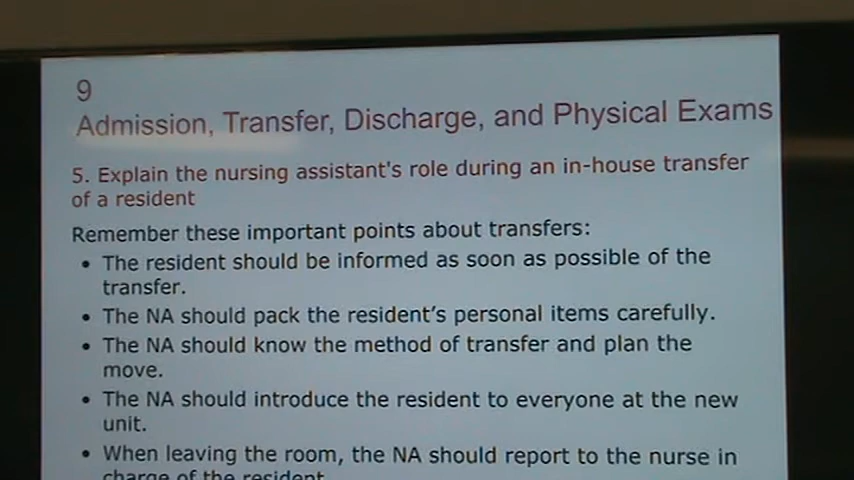 9
Admission, Transfer, Discharge, and Physical Exams
5. Explain the nursing assistant's role during an in-house transfer
of a resident
Remember these important points about transfers:
• The resident should be informed as soon as possible of the
transfer.
• The NA should pack the resident's personal items carefully.
• The NA should know the method of transfer and plan the
move.
• The NA should introduce the resident to everyone at the new
unit.
• When leaving the room, the NA should report to the nurse in
charge of the resident